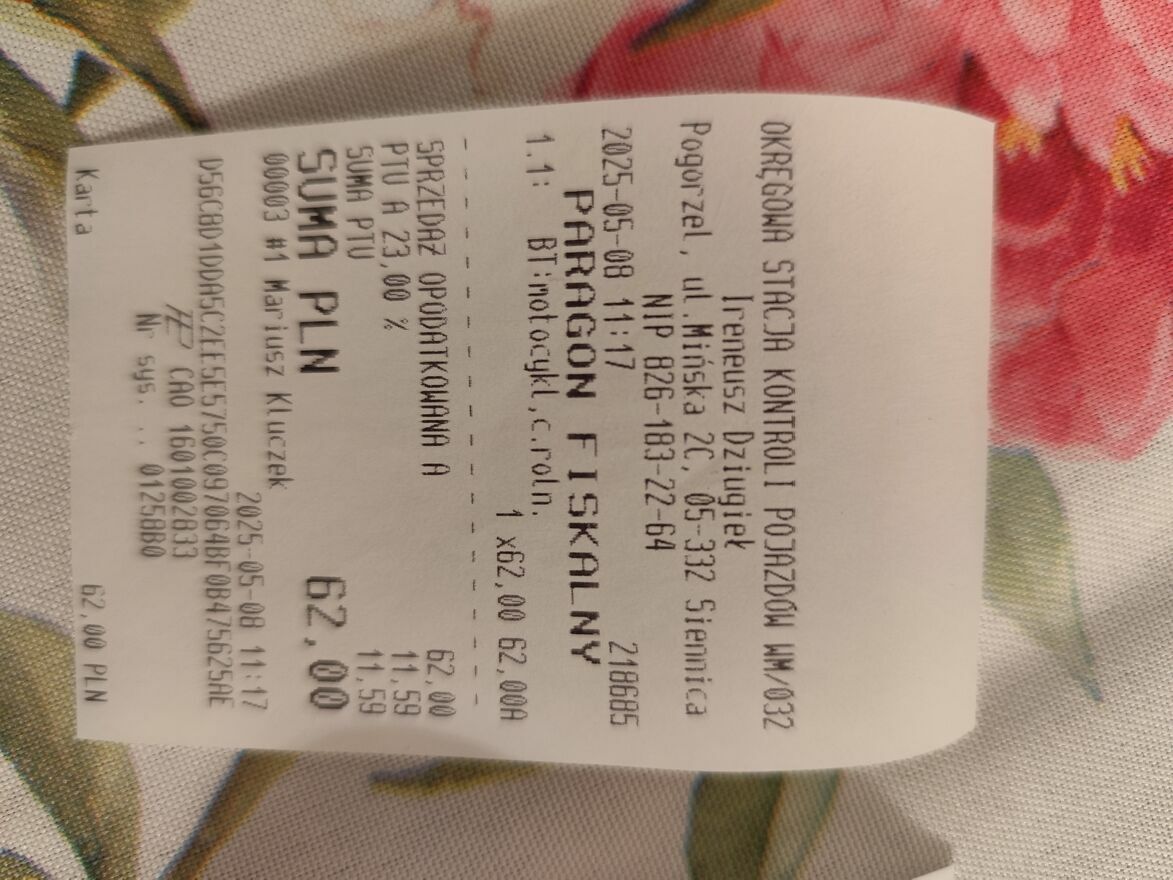 OKRĘGOWA STACJA KONTROLI POJAZDÓW WM/032
Ireneusz Dziugieł
Pogorzel, ul.Mińska 2C, 05-332 Siennica
NIP 826-183-22-64
2025-05-08 11:17 218685
PARAGON FISKALNY
1.1: BT:motocykl,c.roln.
1 x62,00 62,00A
- - - - - - - - - - - - - - - - - - - -
SPRZEDAŻ OPODATKOWANA A 62,00
PTU A 23,00 % 11,59
SUMA PTU 11,59
SUMA PLN 62,00
00003 #1 Mariusz Kluczek 2025-05-08 11:17
CAO 1601002833
Nr sys. .. 0125880
Karta 62,00 PLN